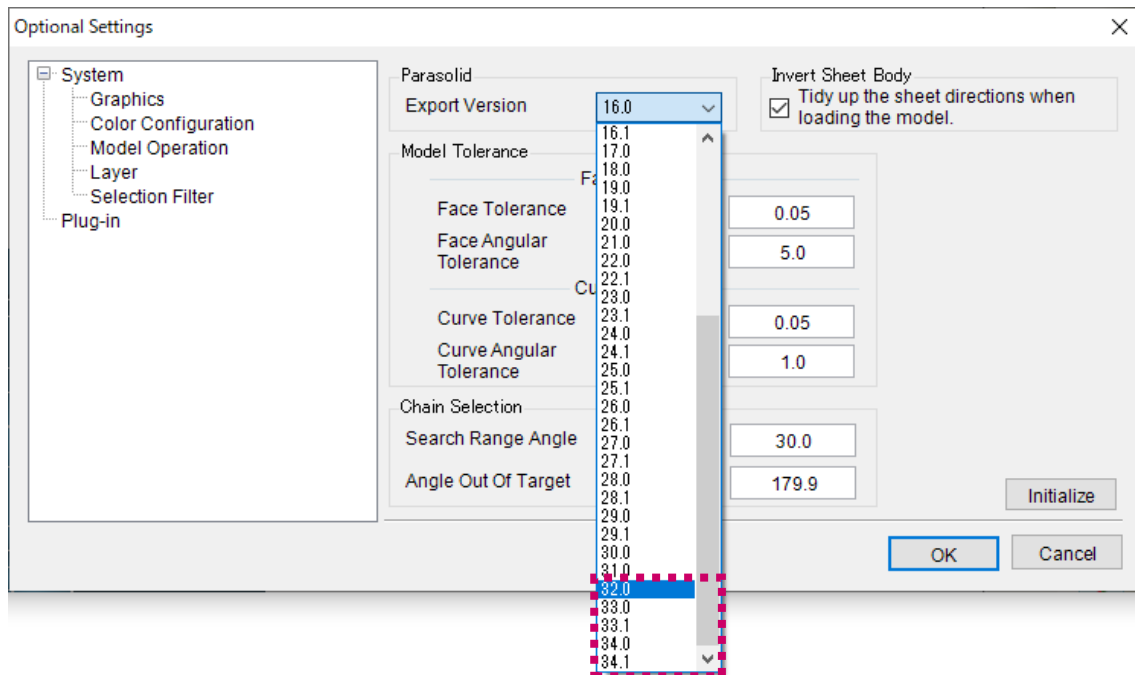 Optional Settings
System
Graphics
Color Configuration
Model Operation
Layer
Selection Filter
Plug-in
Parasolid
Export Version
16.0
Invert Sheet Body
Tidy up the sheet directions when
loading the model.
16.1
17.0
18.0
19.0
19.1
20.0
21.0
22.0
22.1
23.0
23.1
24.0
24.1
25.0
25.1
26.0
26.1
27.0
27.1
28.0
28.1
29.0
29.1
30.0
31.0
32.0
33.0
33.1
34.0
34.1
Model Tolerance
Face Tolerance
0.05
Face Angular
Tolerance
5.0
Curve Tolerance
0.05
Curve Angular
Tolerance
1.0
Chain Selection
Search Range Angle
30.0
Angle Out Of Target
179.9
Initialize
OK
Cancel